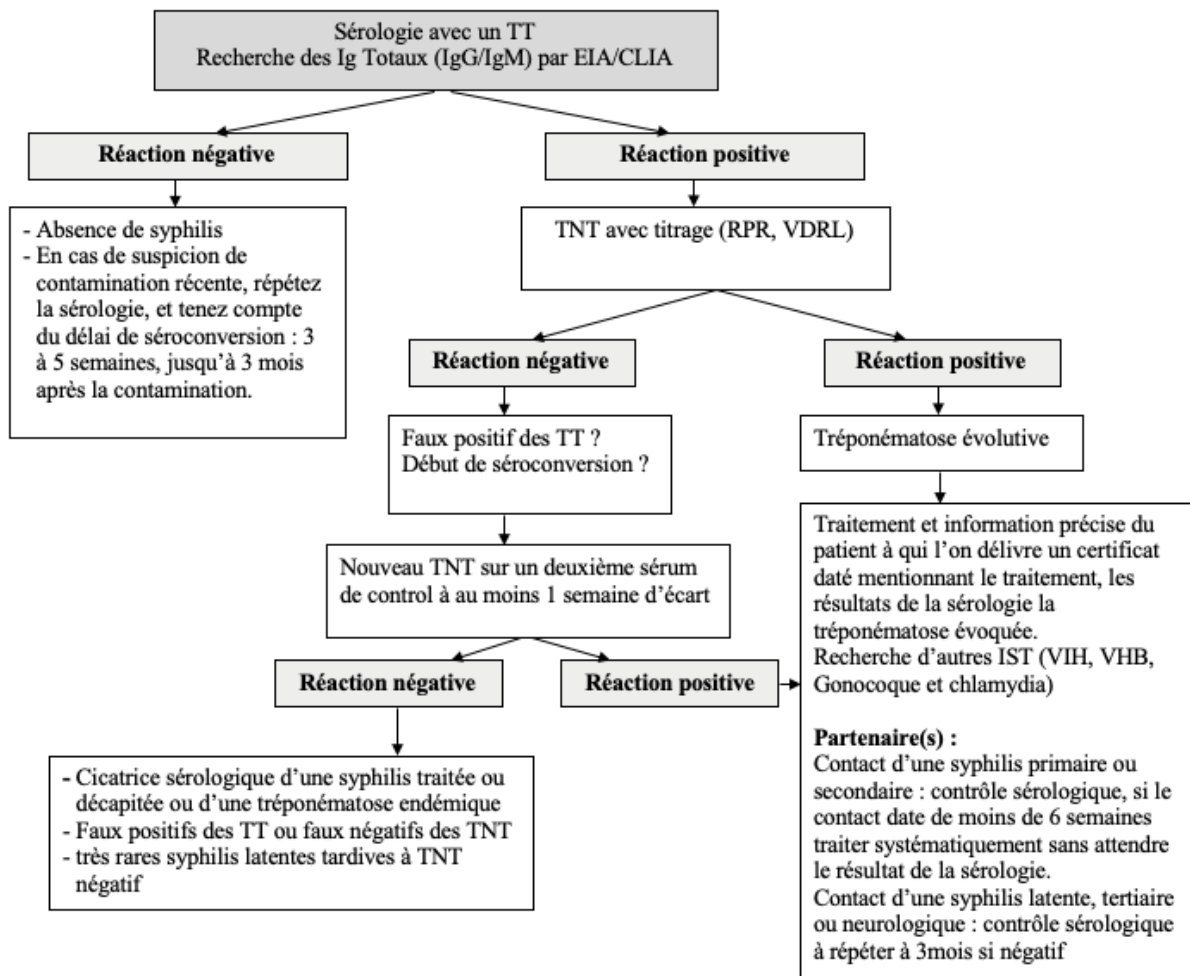 Sérologie avec un TT
Recherche des Ig Totaux (IgG/IgM) par EIA/CLIA
Réaction négative
Réaction positive
- Absence de syphilis
- En cas de suspicion de
contamination récente, répétez
la sérologie, et tenez compte
du délai de séroconversion : 3
à 5 semaines, jusqu’à 3 mois
après la contamination.
TNT avec titrage (RPR, VDRL)
Réaction négative
Réaction positive
Faux positif des TT ?
Début de séroconversion ?
Tréponématose évolutive
Nouveau TNT sur un deuxième sérum
de control à au moins 1 semaine d’écart
Réaction négative
Réaction positive
- Cicatrice sérologique d’une syphilis traitée ou
décapitée ou d’une tréponématose endémique
- Faux positifs des TT ou faux négatifs des TNT
- très rares syphilis latentes tardives à TNT
négatif
Traitement et information précise du
patient à qui l’on délivre un certificat
daté mentionnant le traitement, les
résultats de la sérologie la
tréponématose évoquée.
Recherche d’autres IST (VIH, VHB,
Gonocoque et chlamydia)
Partenaire(s) :
Contact d’une syphilis primaire ou
secondaire : contrôle sérologique, si le
contact date de moins de 6 semaines
traiter systématiquement sans attendre
le résultat de la sérologie.
Contact d’une syphilis latente, tertiaire
ou neurologique : contrôle sérologique
à répéter à 3mois si négatif